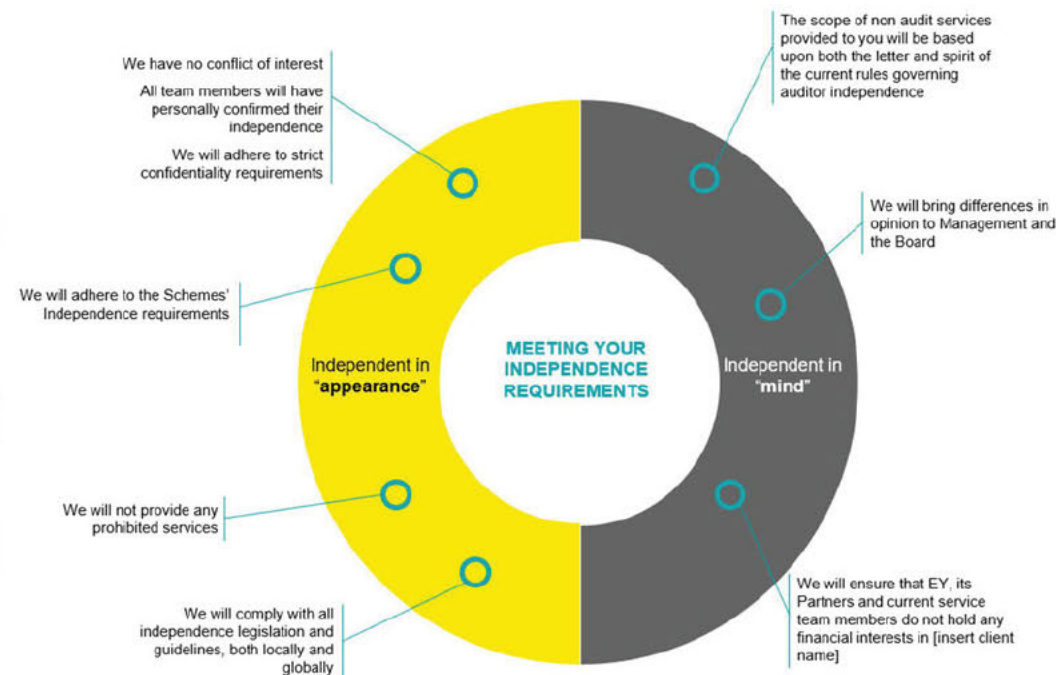 We have no conflict of interest
All team members will have
personally confirmed their
independence
We will adhere to strict
confidentiality requirements
We will adhere to the Schemes'
Independence requirements
Independent in
"appearance"
We will not provide any
prohibited services
We will comply with all
independence legislation and
guidelines, both locally and
globally
MEETING YOUR
INDEPENDENCE
REQUIREMENTS
The scope of non audit services
provided to you will be based
upon both the letter and spirit of
the current rules governing
auditor independence
We will bring differences in
opinion to Management and
the Board
Independent in
"mind"
We will ensure that EY, its
Partners and current service
team members do not hold any
financial interests in [insert client
name]